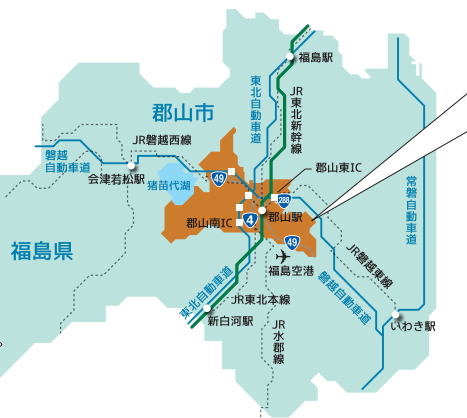 福島駅
東北自動車道
JR東北新幹線
郡山市
JR磐越西線
磐越
自動車道
会津若松駅
猪苗代湖
49
郡山東IC
288
常磐自動車道
郡山南IC
4
郡山駅
49
福島県
福島空港
JR磐越東線
東北自動車道
JR東北本線
磐越自動車道
新白河駅
JR水郡線
いわき駅